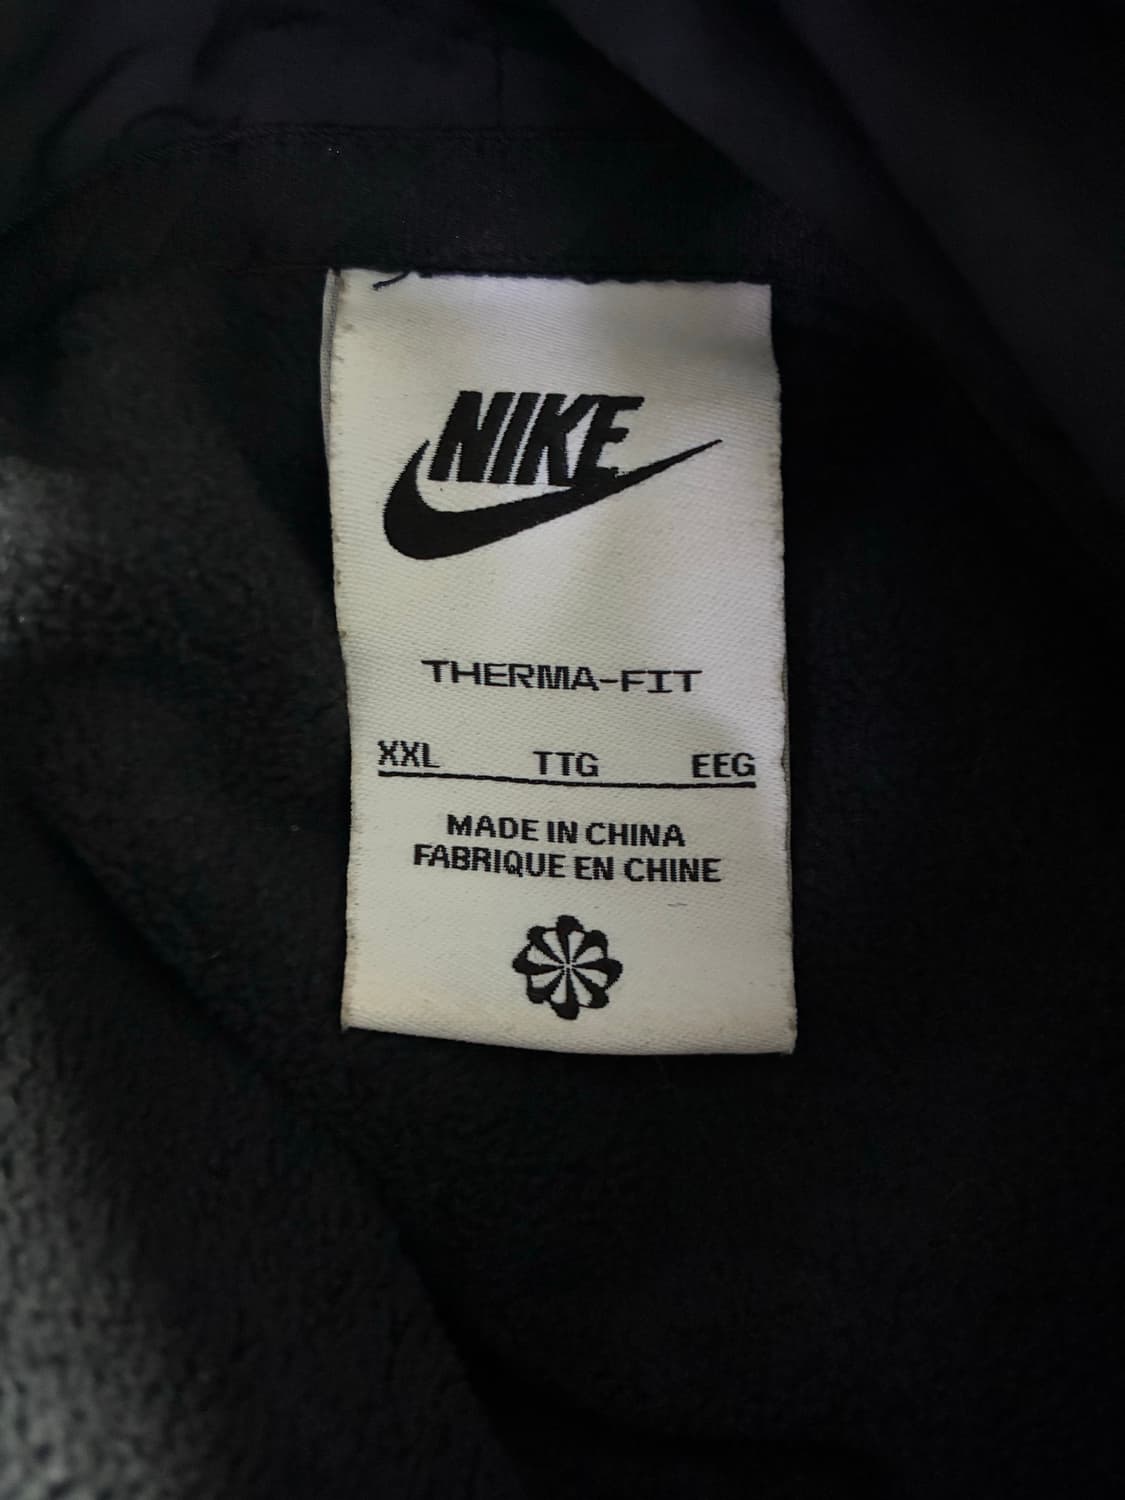 NIKE
THERMA-FIT
XXL TTG EEG
MADE IN CHINA
FABRIQUE EN CHINE